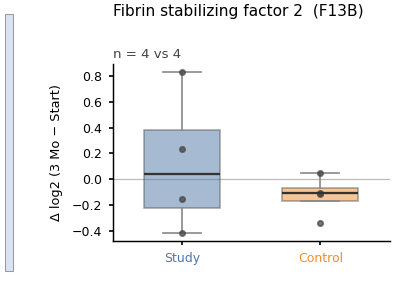 Fibrin stabilizing factor 2  (F13B)
n = 4 vs 4
Δ log2 (3 Mo − Start)
0.8
0.6
0.4
0.2
0.0
−0.2
−0.4
Study
Control